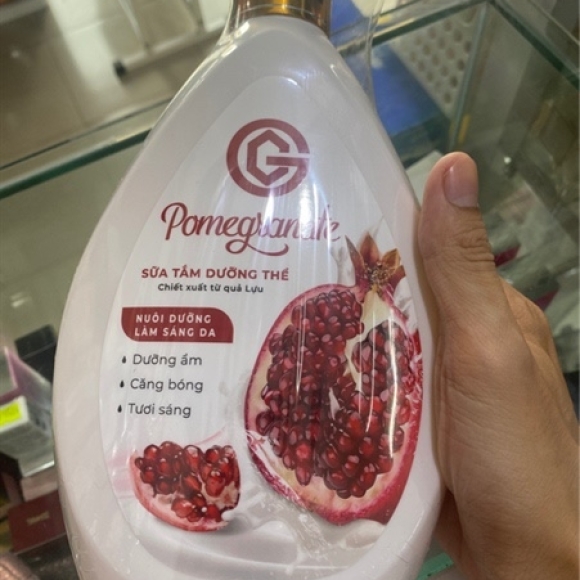 Pomegranate
SỮA TẮM DƯỠNG THỂ
Chiết xuất từ quả Lựu
NUÔI DƯỠNG
LÀM SÁNG DA
Dưỡng ẩm
Căng bóng
Tươi sáng